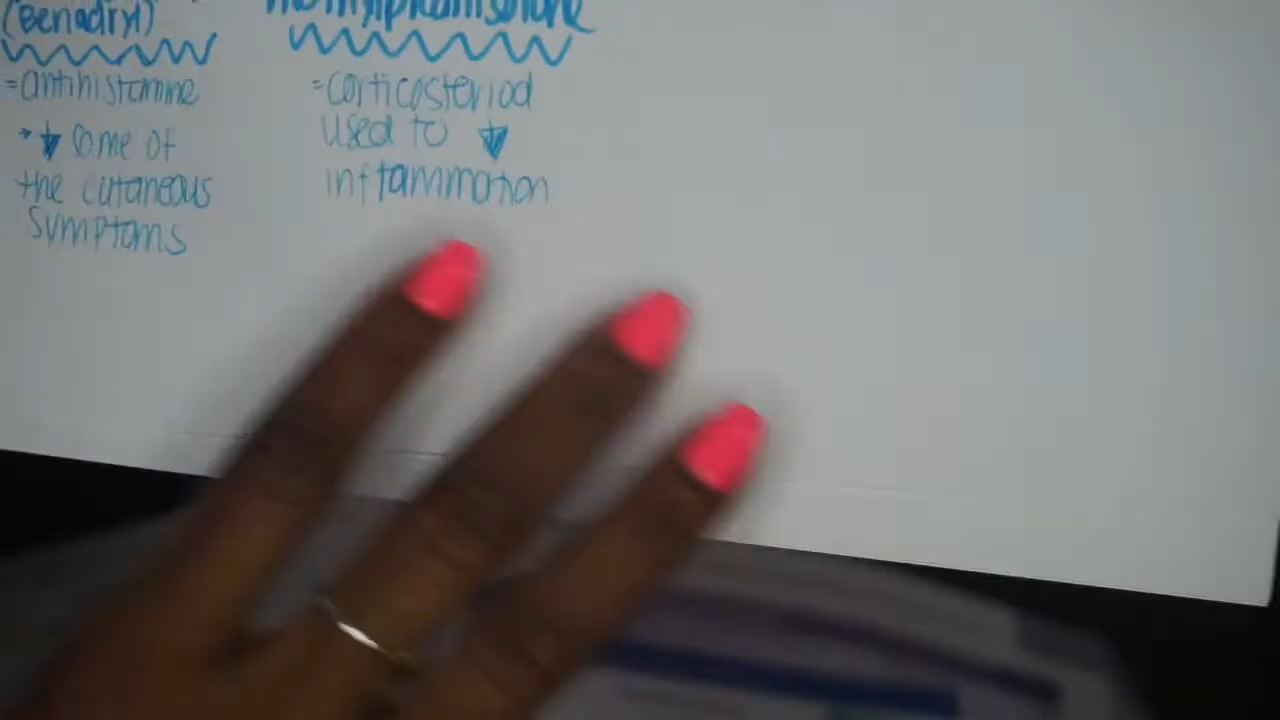 (Benadryl)
=antihistamine
↓ some of
the cutaneous
symptoms
=corticosteriod
used to ↓
inflammation